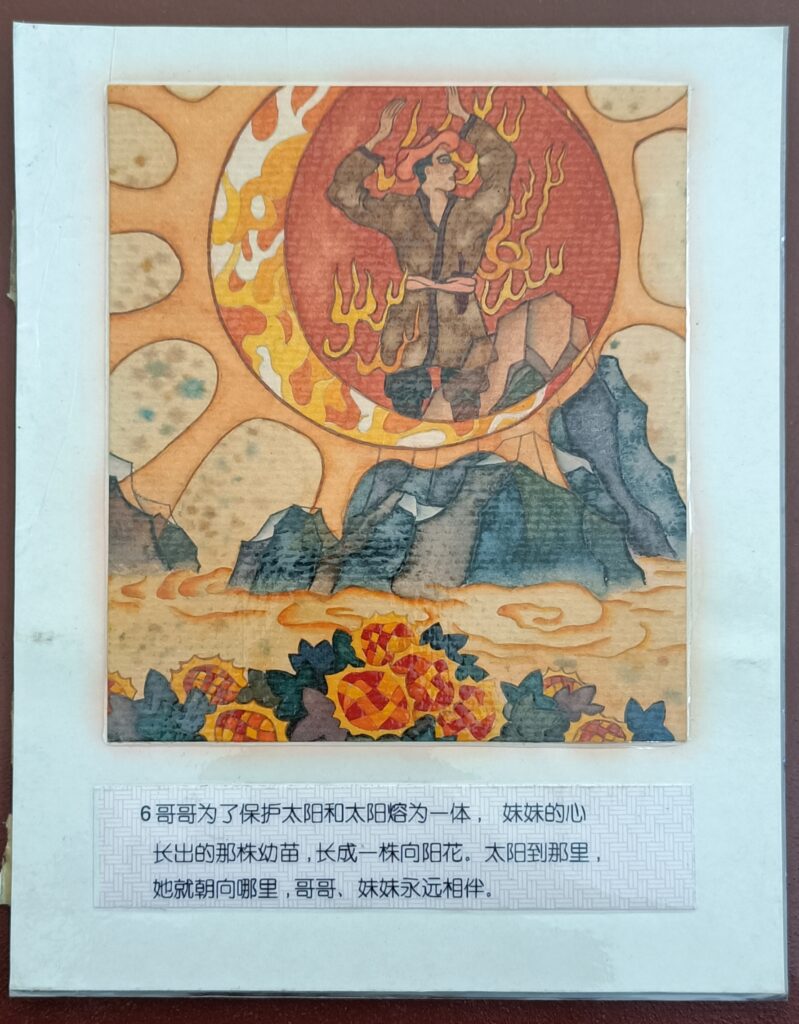 6哥哥为了保护太阳和太阳熔为一体， 妹妹的心
长出的那株幼苗，长成一株向阳花。太阳到那里，
她就朝向哪里，哥哥、妹妹永远相伴。